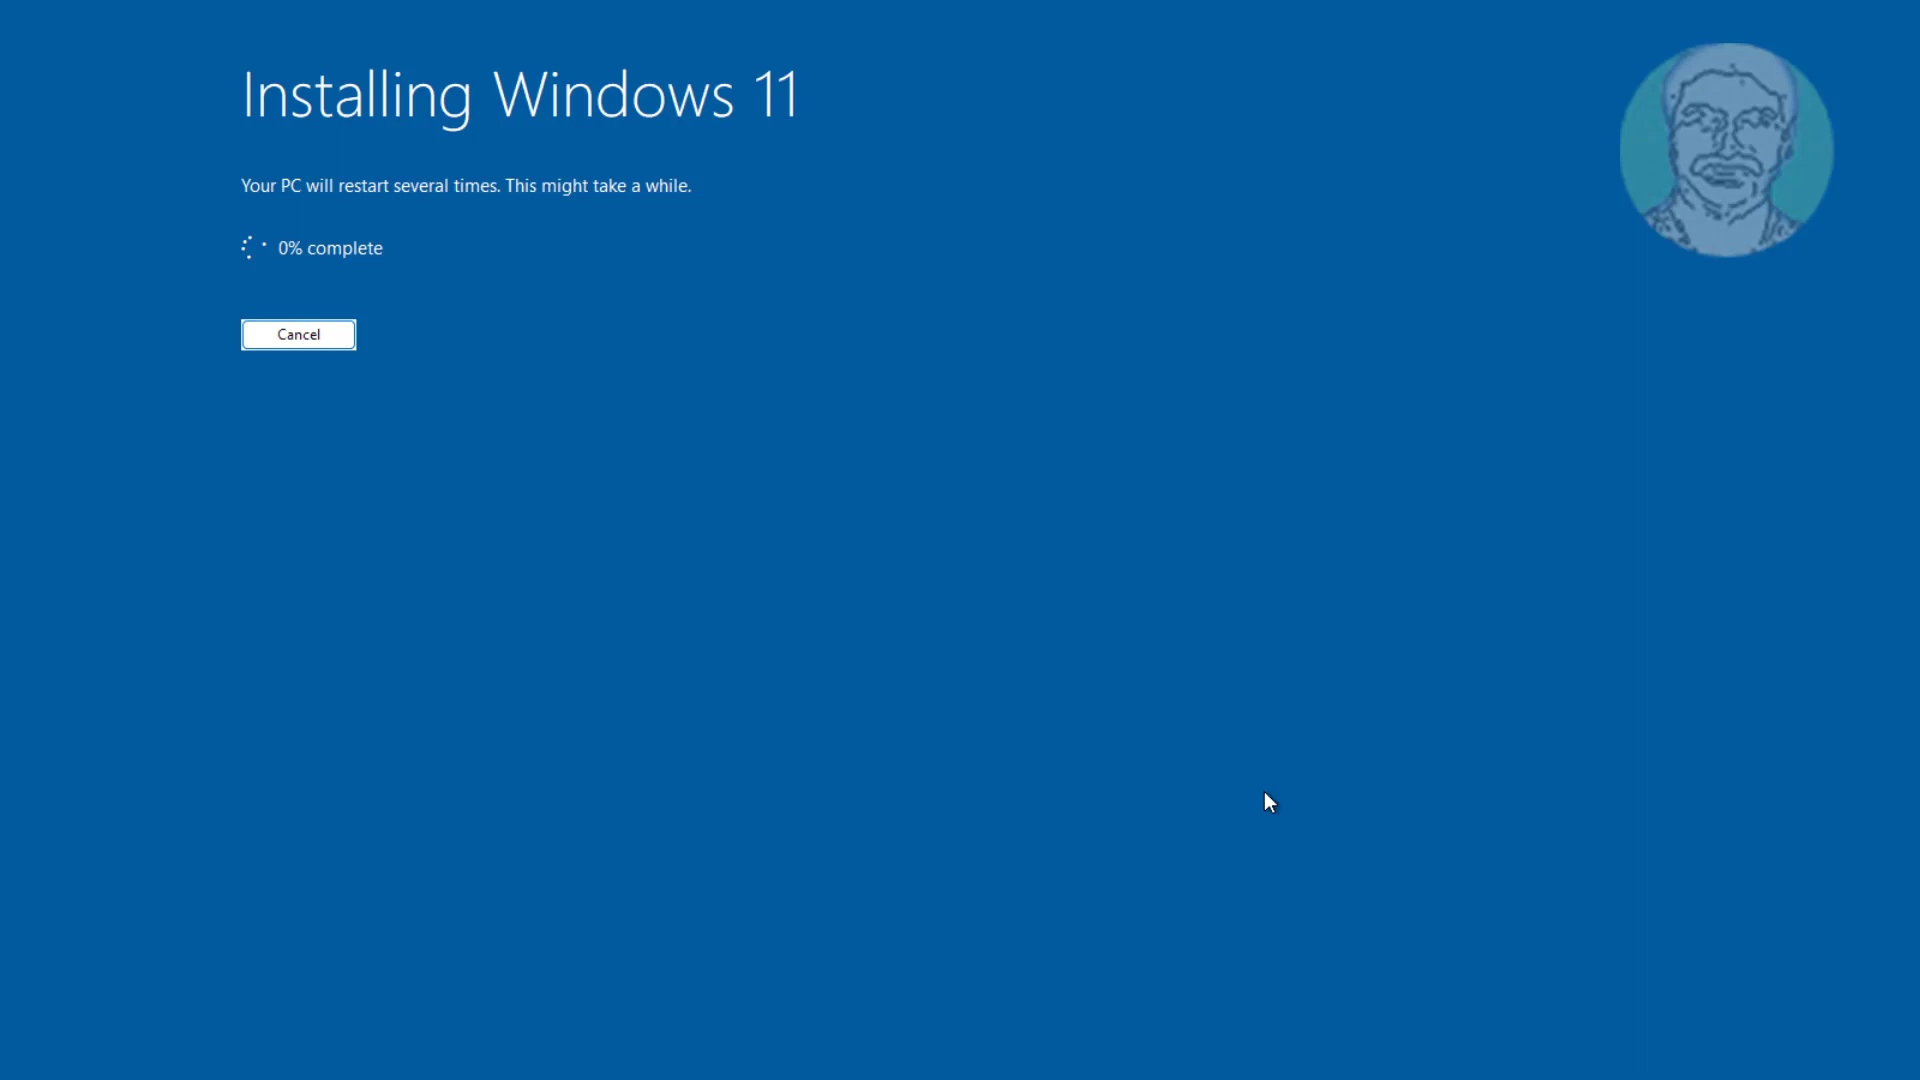 Installing Windows 11
Your PC will restart several times. This might take a while.
0% complete
Cancel